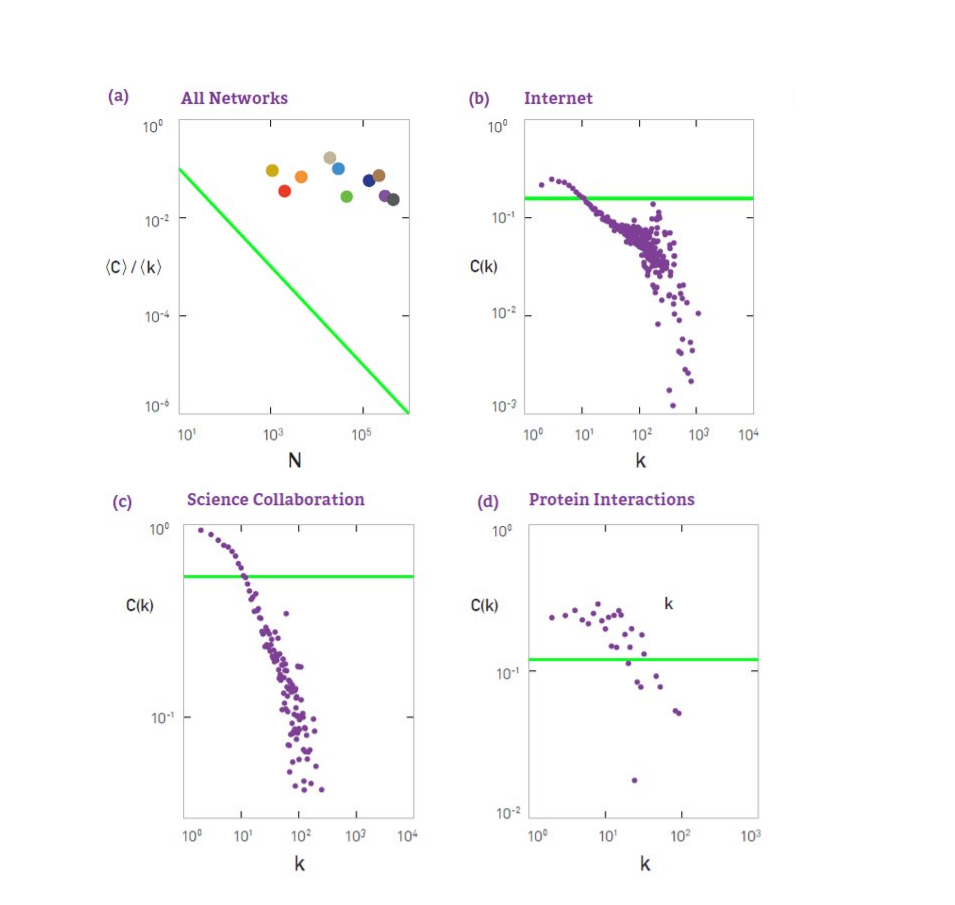 (a) All Networks
10⁰
10⁻²
⟨C⟩ / ⟨k⟩
10⁻⁴
10⁻⁶
10¹ 10³ 10⁵
N
(b) Internet
10⁰
10⁻¹
C(k)
10⁻²
10⁻³
10⁰ 10¹ 10² 10³ 10⁴
k
(c) Science Collaboration
10⁰
C(k)
10⁻¹
10⁰ 10¹ 10² 10³ 10⁴
k
(d) Protein Interactions
10⁰
C(k)
k
10⁻¹
10⁻²
10⁰ 10¹ 10² 10³
k